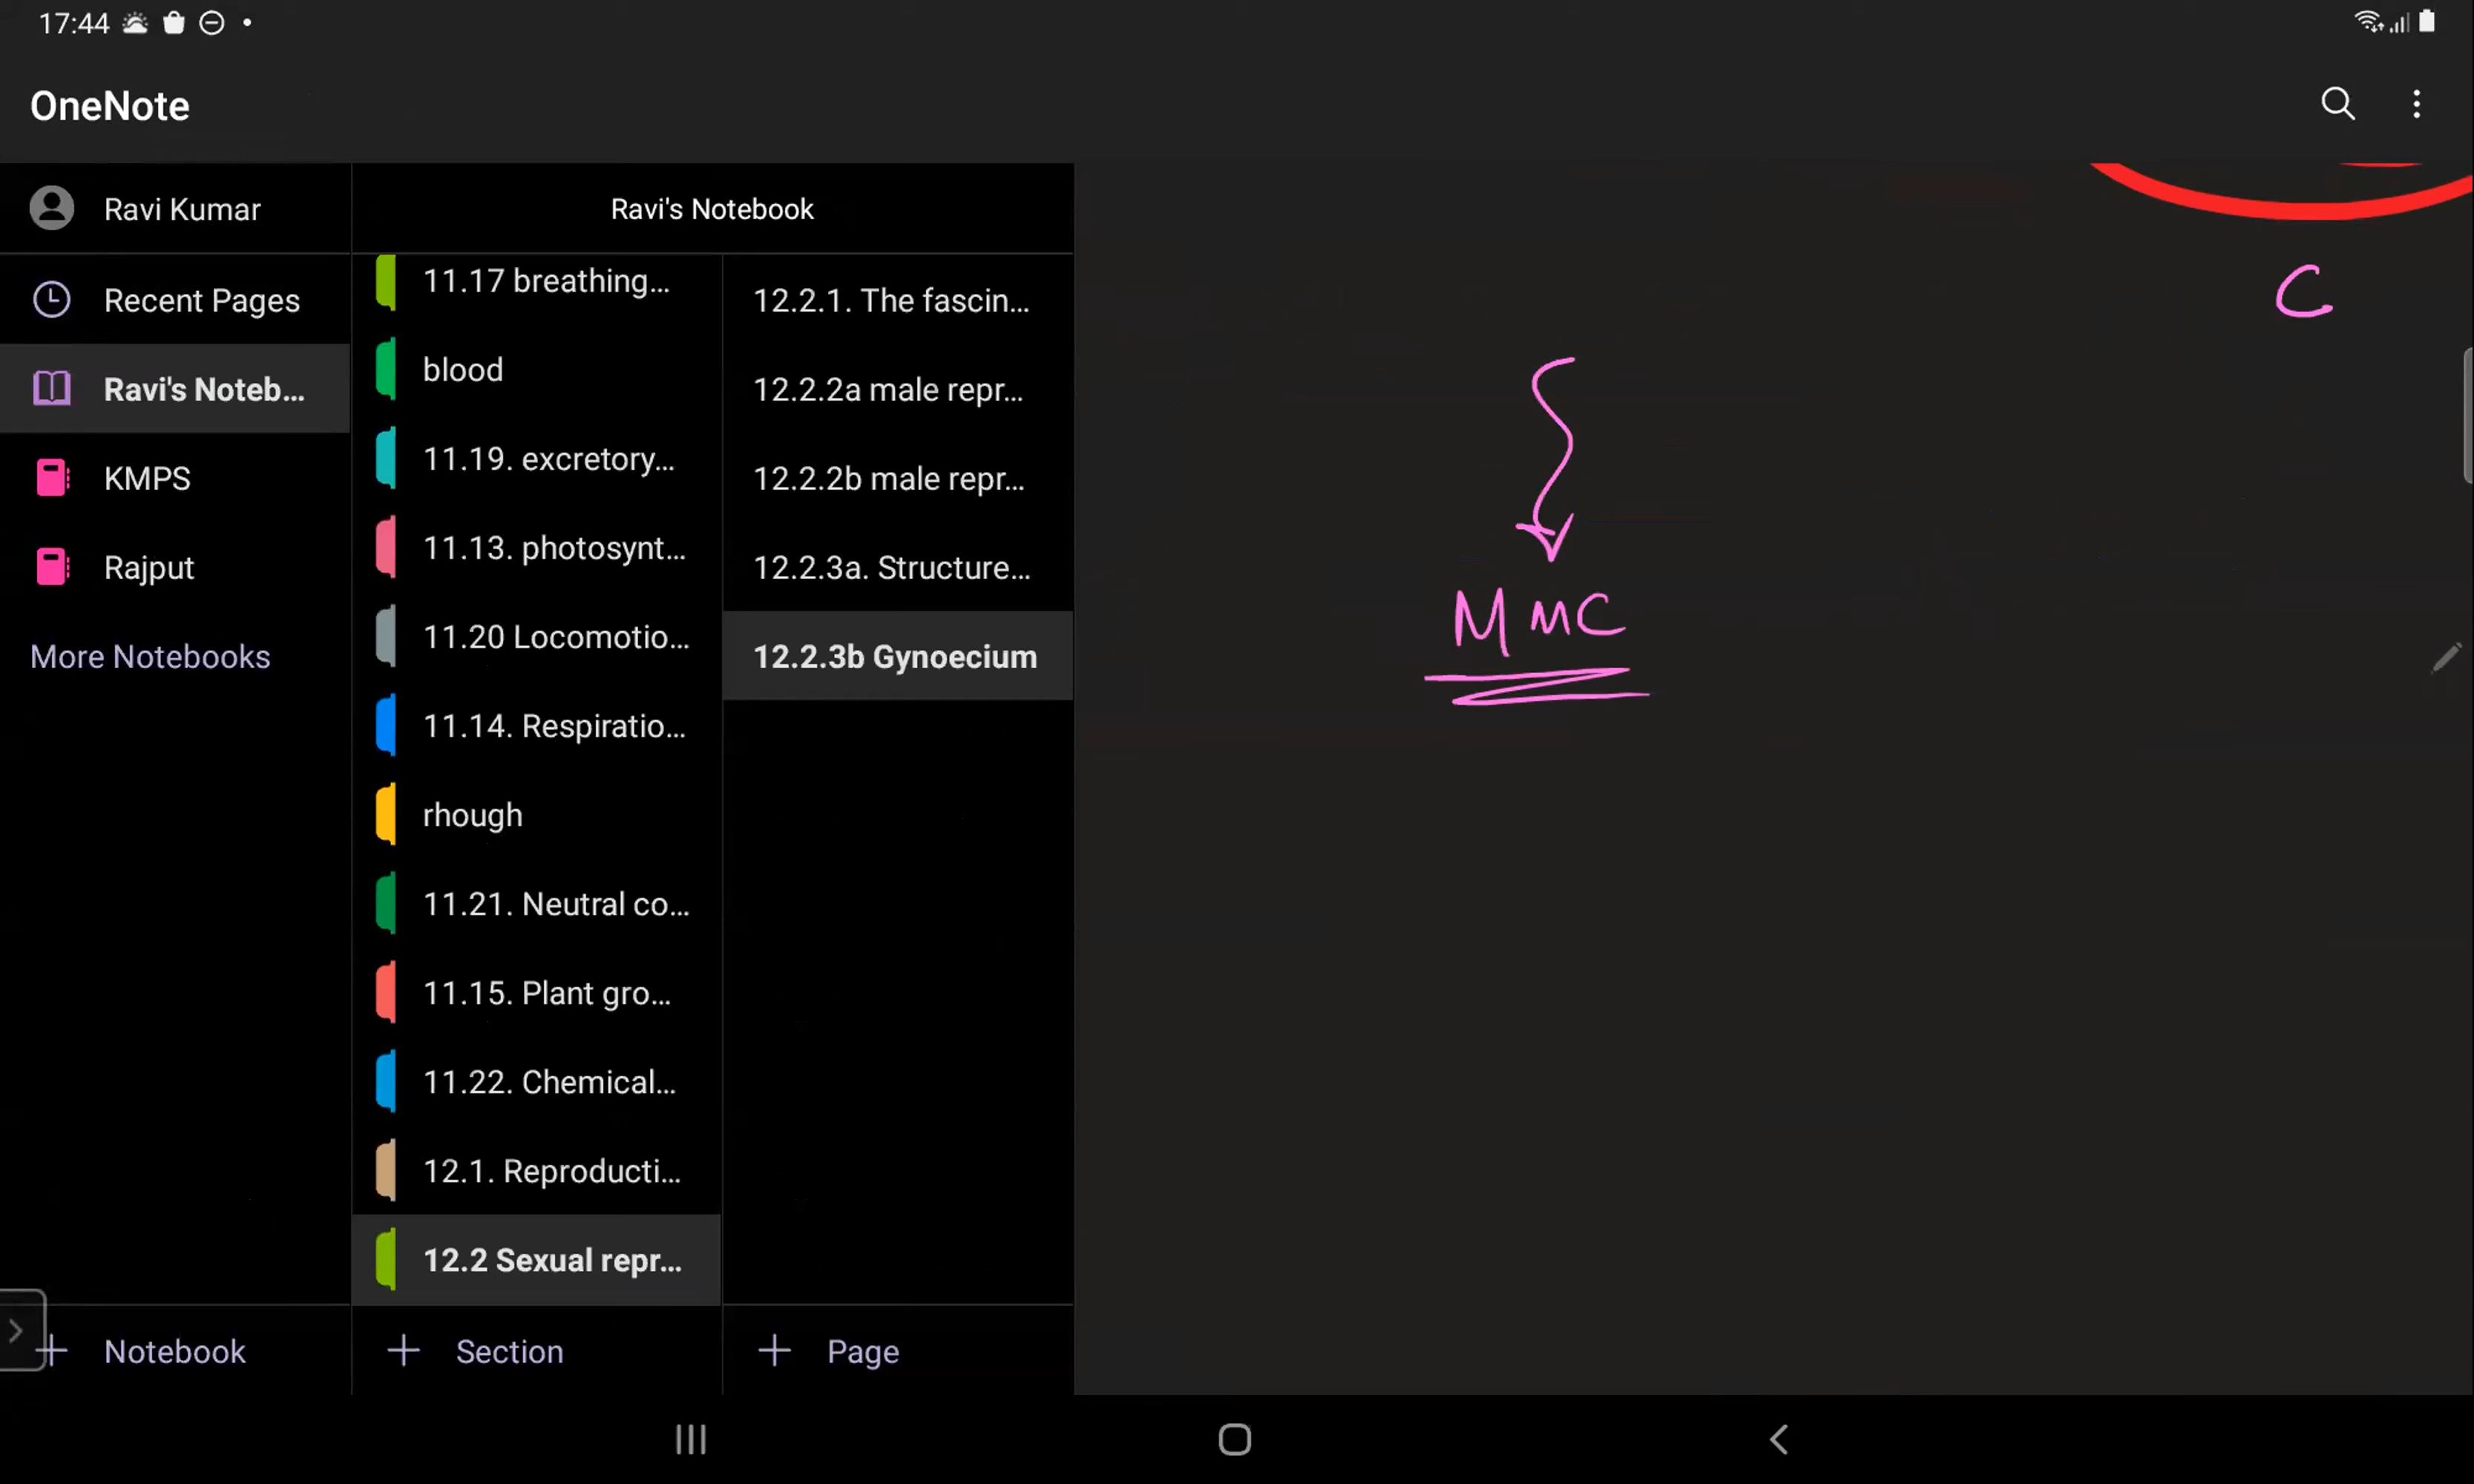 17:44
OneNote
Ravi Kumar
Recent Pages
Ravi's Noteb...
KMPS
Rajput
More Notebooks
Notebook
Ravi's Notebook
11.17 breathing...
blood
11.19. excretory...
11.13. photosynt...
11.20 Locomotio...
11.14. Respiratio...
rhough
11.21. Neutral co...
11.15. Plant gro...
11.22. Chemical...
12.1. Reproducti...
12.2 Sexual repr...
Section
12.2.1. The fascin...
12.2.2a male repr...
12.2.2b male repr...
12.2.3a. Structure...
12.2.3b Gynoecium
Page
C
MMC